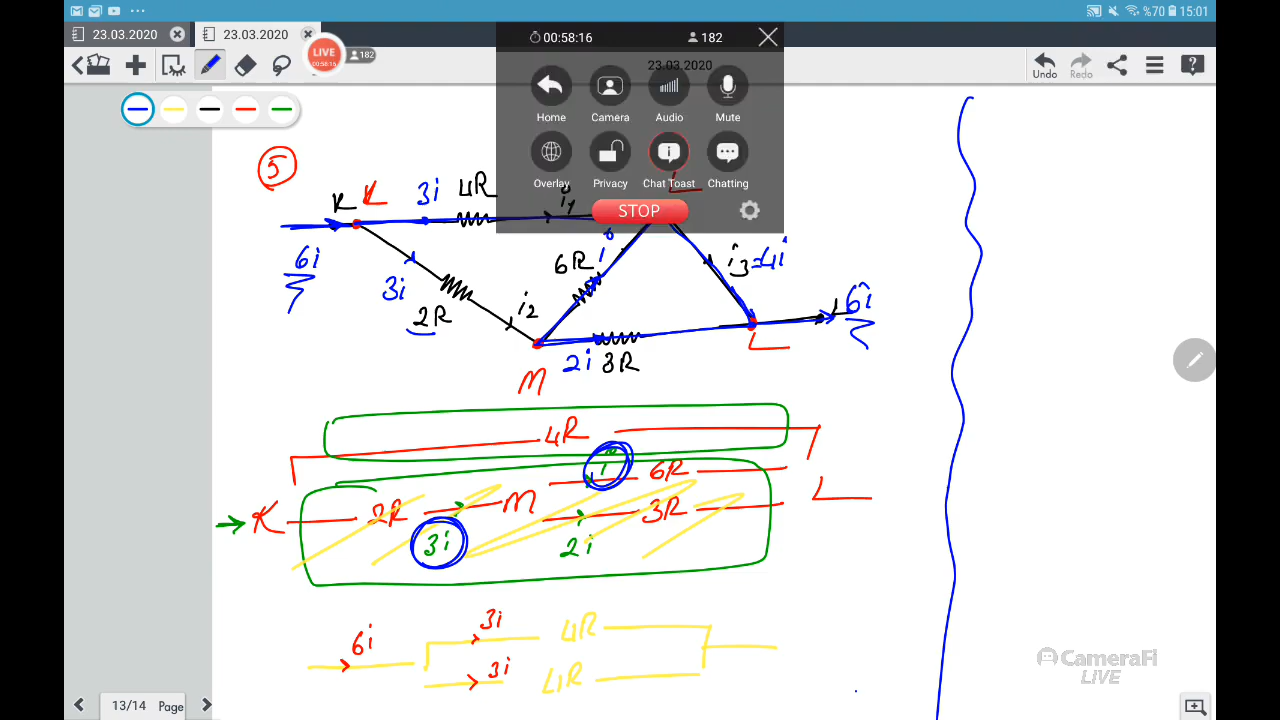 %70 15:01
23.03.2020
23.03.2020
00:58:16
182
LIVE
00:58:15
182
23.03.2020
Undo
Redo
Home
Camera
Audio
Mute
Overlay
Privacy
Chat Toast
Chatting
STOP
5
K
K
3i
4R
i1
L
6i
3i
2R
i2
6R
i
i3=4i
L
6i
L
M
2i
3R
4R
i
6R
K
2R
M
3R
L
3i
2i
6i
3i
4R
3i
4R
CameraFi
LIVE
13/14
Page